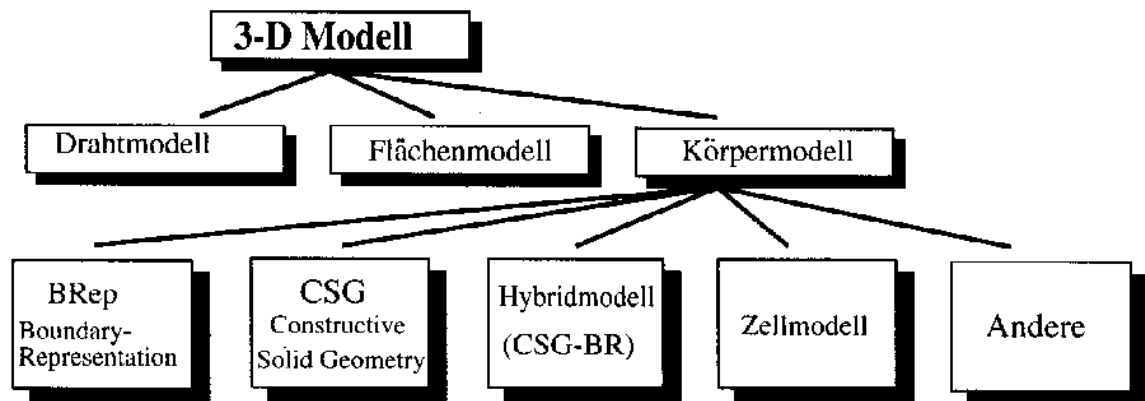 3-D Modell
Drahtmodell
Flächenmodell
Körpermodell
BRep
Boundary-
Representation
CSG
Constructive
Solid Geometry
Hybridmodell
(CSG-BR)
Zellmodell
Andere